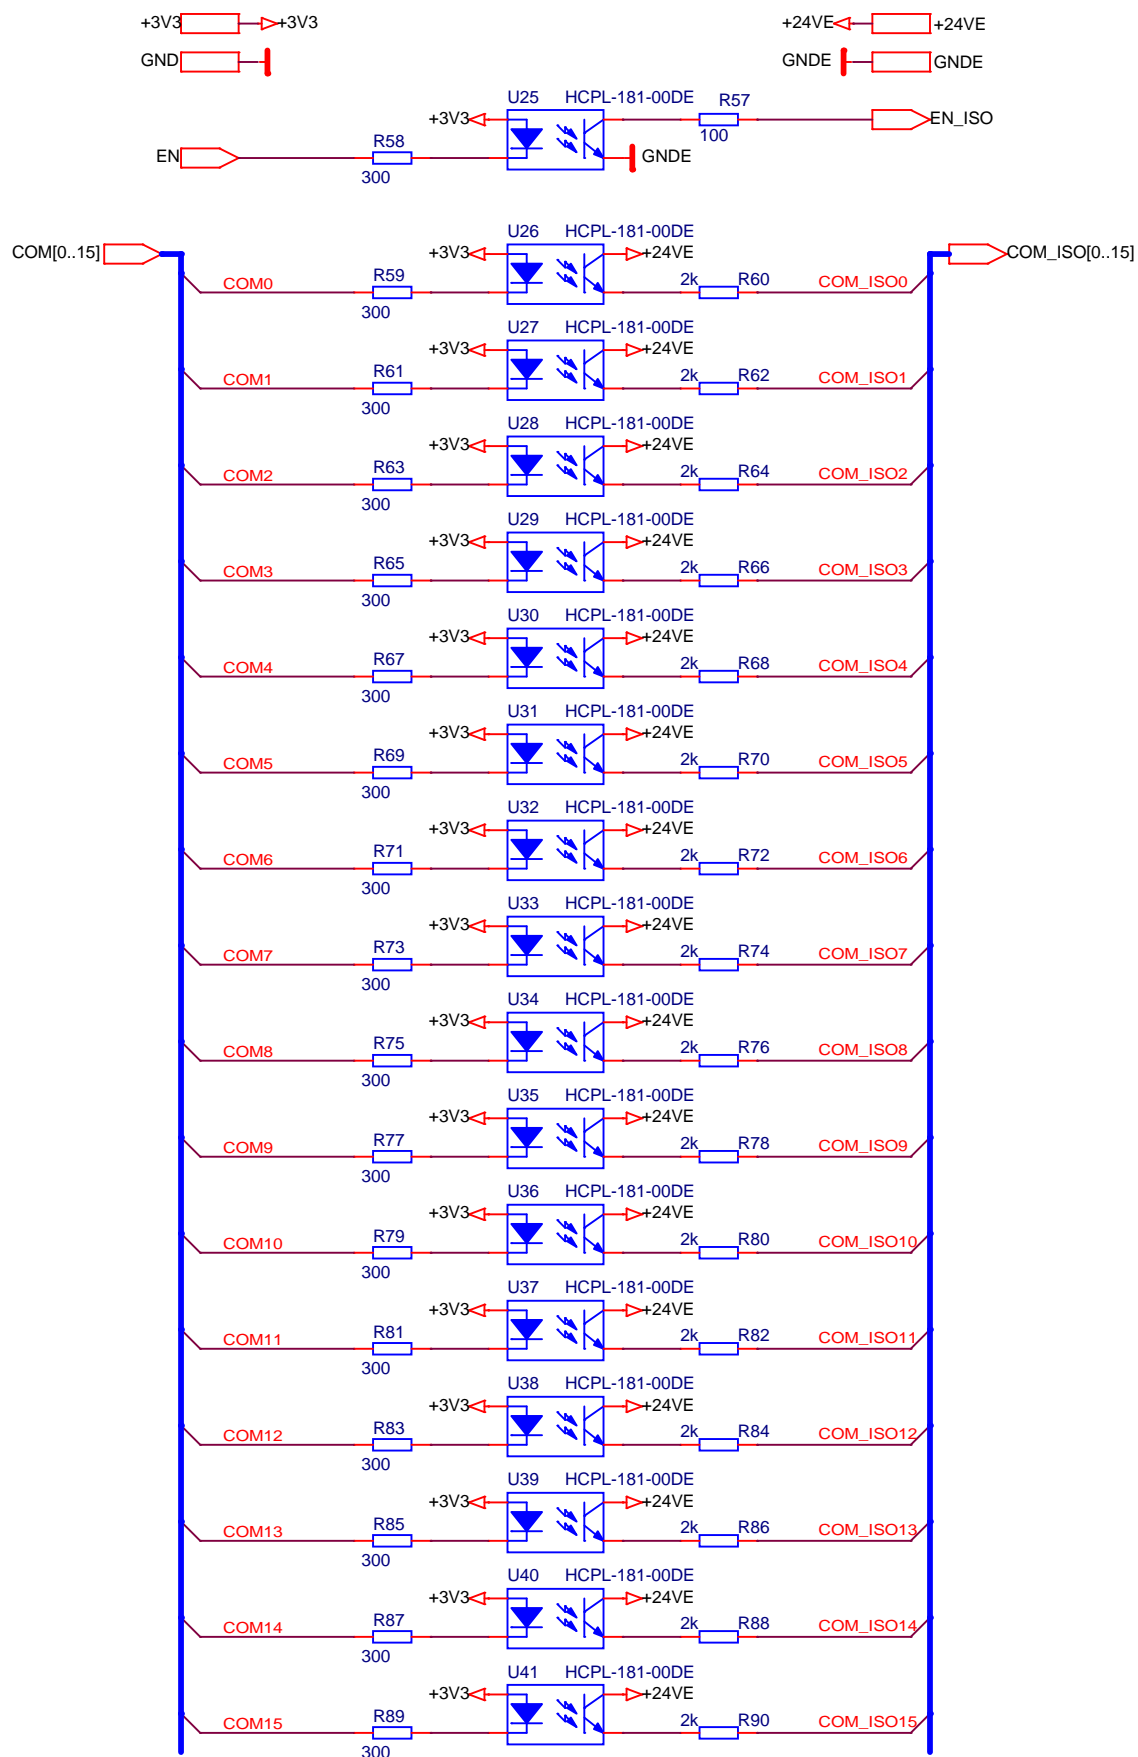 +3V3 +3V3 +24VE +24VE
GND GNDE GNDE
U25 HCPL-181-00DE R57
+3V3 EN_ISO
R58 100
EN GNDE
300
U26 HCPL-181-00DE
COM[0..15] +3V3 +24VE COM_ISO[0..15]
COM0 R59 2k R60 COM_ISO0
300
U27 HCPL-181-00DE
+3V3 +24VE
COM1 R61 2k R62 COM_ISO1
300
U28 HCPL-181-00DE
+3V3 +24VE
COM2 R63 2k R64 COM_ISO2
300
U29 HCPL-181-00DE
+3V3 +24VE
COM3 R65 2k R66 COM_ISO3
300
U30 HCPL-181-00DE
+3V3 +24VE
COM4 R67 2k R68 COM_ISO4
300
U31 HCPL-181-00DE
+3V3 +24VE
COM5 R69 2k R70 COM_ISO5
300
U32 HCPL-181-00DE
+3V3 +24VE
COM6 R71 2k R72 COM_ISO6
300
U33 HCPL-181-00DE
+3V3 +24VE
COM7 R73 2k R74 COM_ISO7
300
U34 HCPL-181-00DE
+3V3 +24VE
COM8 R75 2k R76 COM_ISO8
300
U35 HCPL-181-00DE
+3V3 +24VE
COM9 R77 2k R78 COM_ISO9
300
U36 HCPL-181-00DE
+3V3 +24VE
COM10 R79 2k R80 COM_ISO10
300
U37 HCPL-181-00DE
+3V3 +24VE
COM11 R81 2k R82 COM_ISO11
300
U38 HCPL-181-00DE
+3V3 +24VE
COM12 R83 2k R84 COM_ISO12
300
U39 HCPL-181-00DE
+3V3 +24VE
COM13 R85 2k R86 COM_ISO13
300
U40 HCPL-181-00DE
+3V3 +24VE
COM14 R87 2k R88 COM_ISO14
300
U41 HCPL-181-00DE
+3V3 +24VE
COM15 R89 2k R90 COM_ISO15
300